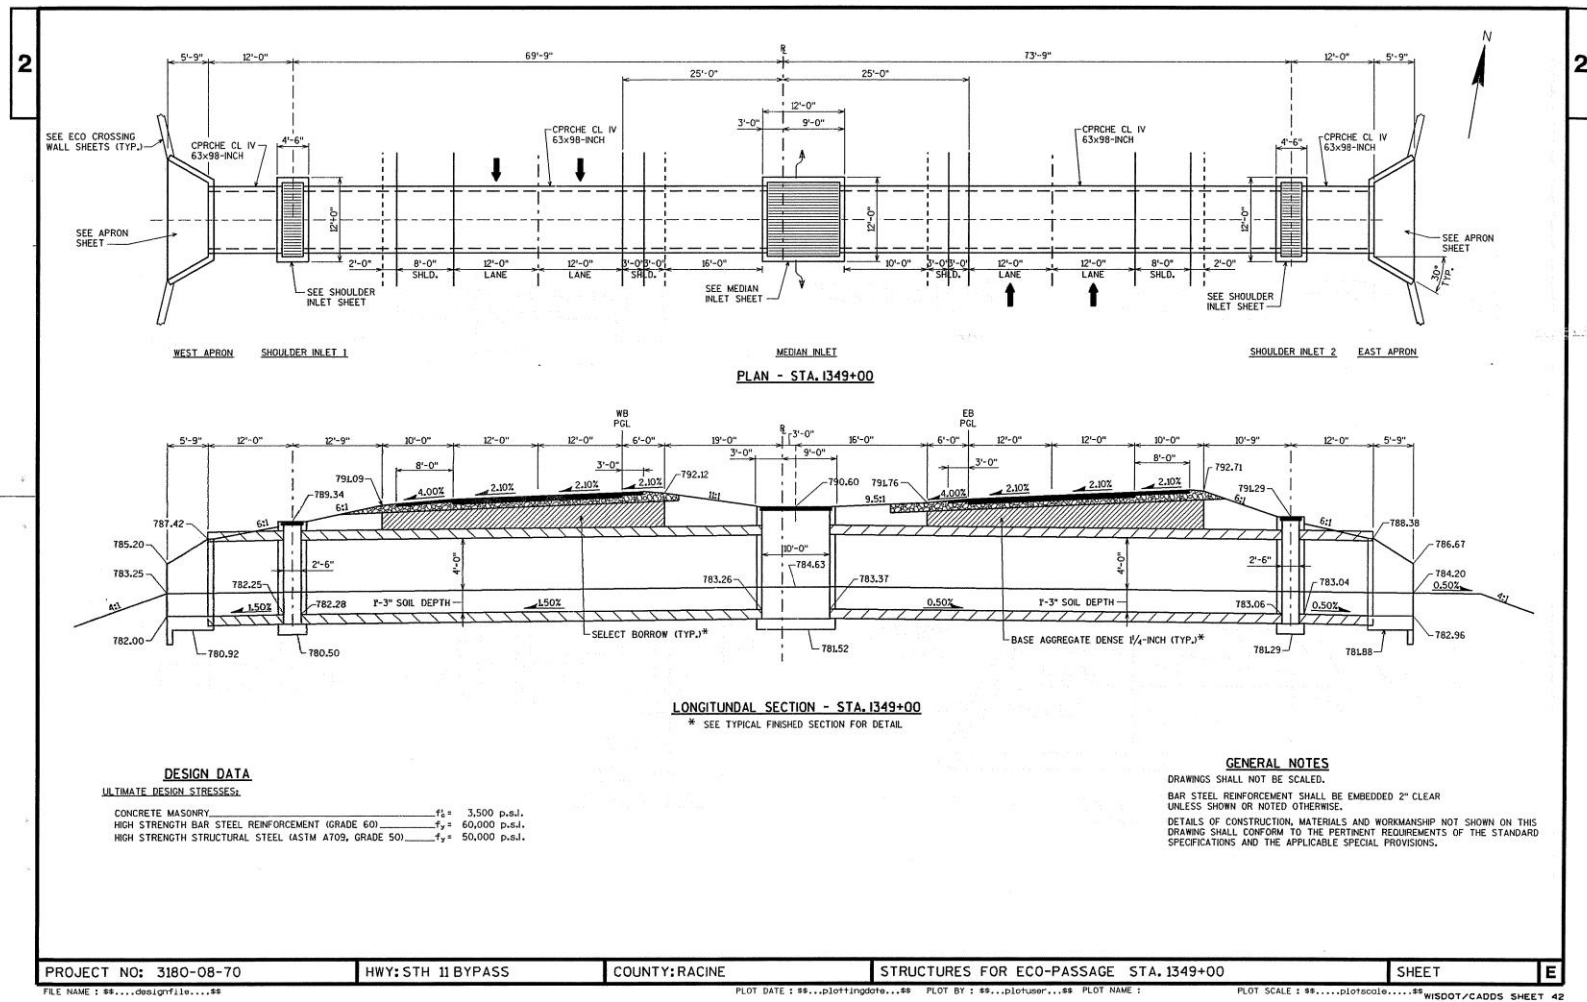 2
2
5'-9"
12'-0"
69'-9"
R
73'-9"
12'-0"
5'-9"
N
25'-0"
25'-0"
12'-0"
3'-0"
9'-0"
SEE ECO CROSSING
WALL SHEETS (TYP.)
CPRCHE CL IV
63x98-INCH
4'-6"
CPRCHE CL IV
63x98-INCH
CPRCHE CL IV
63x98-INCH
4'-6"
CPRCHE CL IV
63x98-INCH
12'-0"
12'-0"
12'-0"
SEE APRON
SHEET
SEE APRON
SHEET
2'-0"
8'-0"
SHLD.
12'-0"
LANE
12'-0"
LANE
3'-0"
3'-0"
SHLD.
16'-0"
10'-0"
3'-0"
3'-0"
SHLD.
12'-0"
LANE
12'-0"
LANE
8'-0"
SHLD.
2'-0"
30°
TYP.
SEE SHOULDER
INLET SHEET
SEE MEDIAN
INLET SHEET
SEE SHOULDER
INLET SHEET
WEST APRON
SHOULDER INLET 1
MEDIAN INLET
SHOULDER INLET 2
EAST APRON
PLAN - STA. 1349+00
WB
PGL
EB
PGL
R
5'-9"
12'-0"
12'-9"
10'-0"
12'-0"
12'-0"
6'-0"
19'-0"
3'-0"
16'-0"
6'-0"
12'-0"
12'-0"
10'-0"
10'-9"
12'-0"
5'-9"
3'-0"
9'-0"
8'-0"
3'-0"
3'-0"
8'-0"
791.09
789.34
4.00%
2.10%
2.10%
2.10%
792.12
11:1
790.60
791.76
9.5:1
4.00%
2.10%
2.10%
2.10%
792.71
6:1
791.29
787.42
6:1
6:1
6:1
788.38
785.20
783.25
786.67
784.20
0.50%
4:1
4:1
2'-6"
782.25
782.28
1.50%
4'-0"
1'-3" SOIL DEPTH
1.50%
783.26
10'-0"
784.63
783.37
0.50%
4'-0"
1'-3" SOIL DEPTH
2'-6"
783.06
783.04
0.50%
782.00
780.92
780.50
SELECT BORROW (TYP.)*
781.52
BASE AGGREGATE DENSE 1 1/4-INCH (TYP.)*
781.29
781.88
782.96
LONGITUNDAL SECTION - STA. 1349+00
* SEE TYPICAL FINISHED SECTION FOR DETAIL
DESIGN DATA
ULTIMATE DESIGN STRESSES:
CONCRETE MASONRY f'c = 3,500 p.s.i.
HIGH STRENGTH BAR STEEL REINFORCEMENT (GRADE 60) fy = 60,000 p.s.i.
HIGH STRENGTH STRUCTURAL STEEL (ASTM A709, GRADE 50) fy = 50,000 p.s.i.
GENERAL NOTES
DRAWINGS SHALL NOT BE SCALED.
BAR STEEL REINFORCEMENT SHALL BE EMBEDDED 2" CLEAR
UNLESS SHOWN OR NOTED OTHERWISE.
DETAILS OF CONSTRUCTION, MATERIALS AND WORKMANSHIP NOT SHOWN ON THIS
DRAWING SHALL CONFORM TO THE PERTINENT REQUIREMENTS OF THE STANDARD
SPECIFICATIONS AND THE APPLICABLE SPECIAL PROVISIONS.
PROJECT NO: 3180-08-70
HWY: STH 11 BYPASS
COUNTY: RACINE
STRUCTURES FOR ECO-PASSAGE STA. 1349+00
SHEET
E
FILE NAME : $$....designfile....$$
PLOT DATE : $$...plottingdate...$$
PLOT BY : $$...plotuser...$$
PLOT NAME :
PLOT SCALE : $$.....plotscale.....$$
WISDOT/CADDS SHEET 42